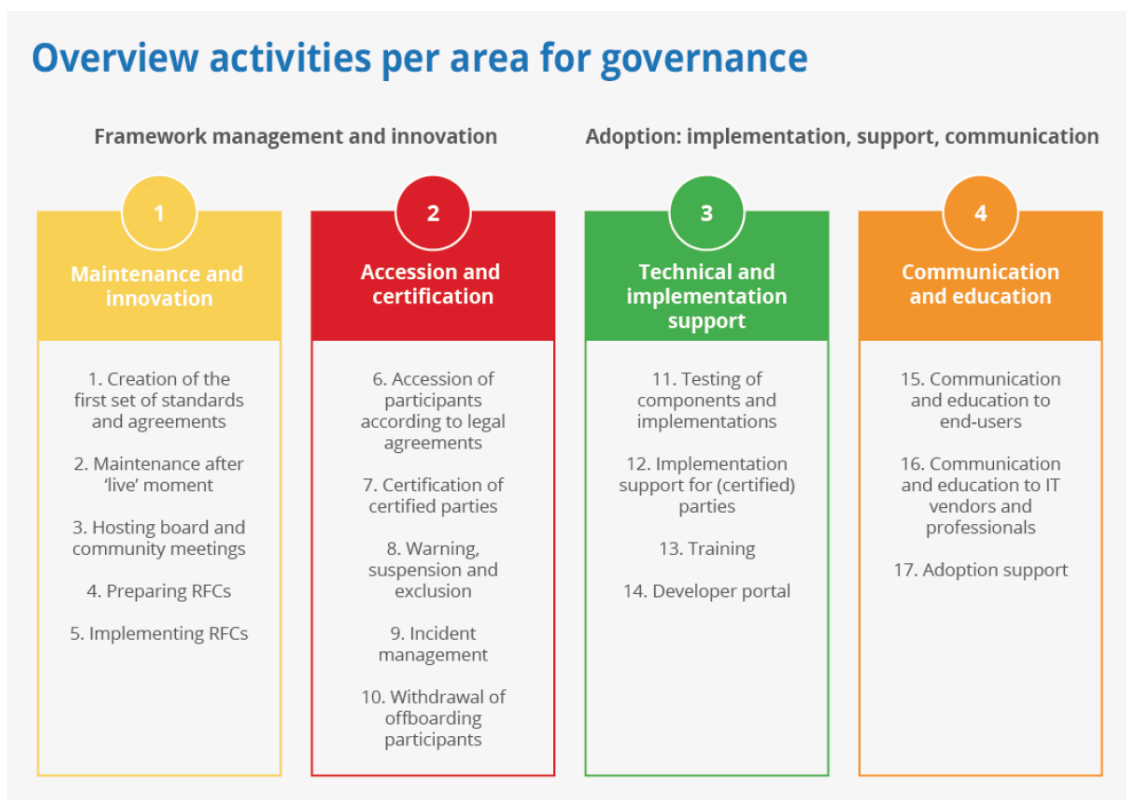 Overview activities per area for governance
Framework management and innovation
Adoption: implementation, support, communication
1
Maintenance and
innovation
1. Creation of the
first set of standards
and agreements
2. Maintenance after
‘live’ moment
3. Hosting board and
community meetings
4. Preparing RFCs
5. Implementing RFCs
2
Accession and
certification
6. Accession of
participants
according to legal
agreements
7. Certification of
certified parties
8. Warning,
suspension and
exclusion
9. Incident
management
10. Withdrawal of
offboarding
participants
3
Technical and
implementation
support
11. Testing of
components and
implementations
12. Implementation
support for (certified)
parties
13. Training
14. Developer portal
4
Communication
and education
15. Communication
and education to
end-users
16. Communication
and education to IT
vendors and
professionals
17. Adoption support